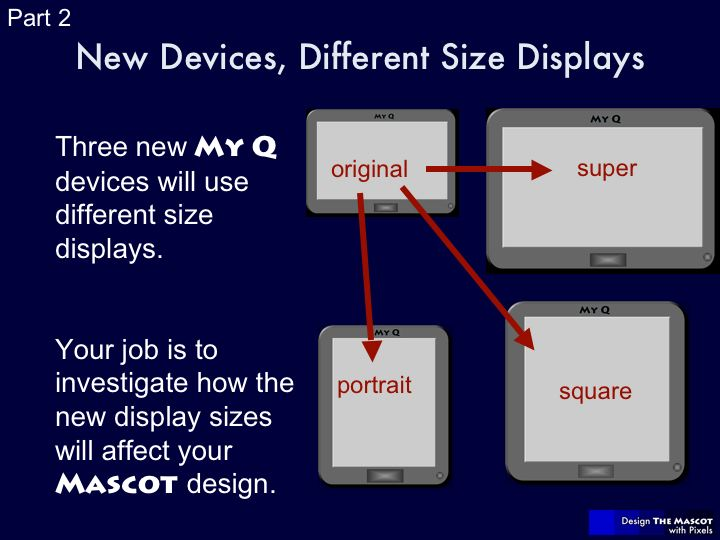 Part 2
New Devices, Different Size Displays
Three new MY Q
devices will use
different size
displays.
Your job is to
investigate how the
new display sizes
will affect your
MASCOT design.
MY Q
original
MY Q
super
MY Q
portrait
MY Q
square
Design THE MASCOT
with Pixels